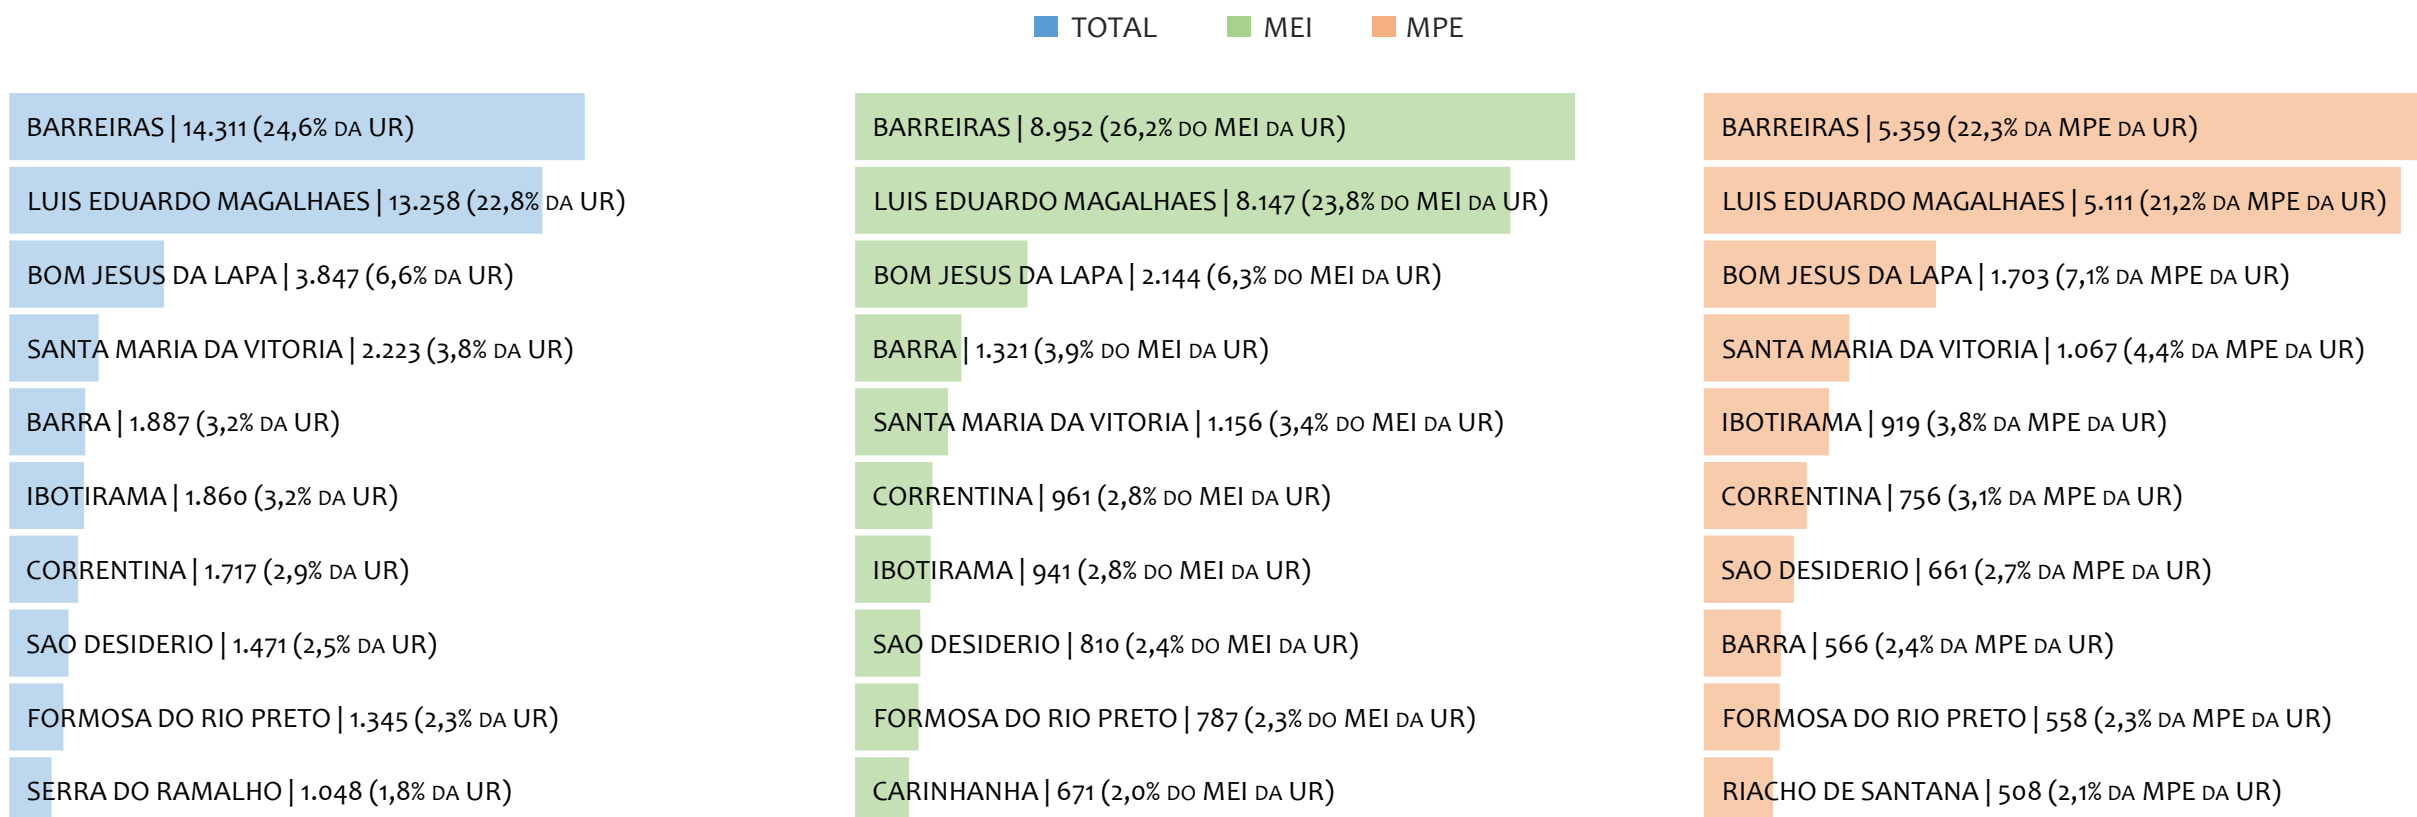 TOTAL MEI MPE
BARREIRAS | 14.311 (24,6% DA UR)
LUIS EDUARDO MAGALHAES | 13.258 (22,8% DA UR)
BOM JESUS DA LAPA | 3.847 (6,6% DA UR)
SANTA MARIA DA VITORIA | 2.223 (3,8% DA UR)
BARRA | 1.887 (3,2% DA UR)
IBOTIRAMA | 1.860 (3,2% DA UR)
CORRENTINA | 1.717 (2,9% DA UR)
SAO DESIDERIO | 1.471 (2,5% DA UR)
FORMOSA DO RIO PRETO | 1.345 (2,3% DA UR)
SERRA DO RAMALHO | 1.048 (1,8% DA UR)
BARREIRAS | 8.952 (26,2% DO MEI DA UR)
LUIS EDUARDO MAGALHAES | 8.147 (23,8% DO MEI DA UR)
BOM JESUS DA LAPA | 2.144 (6,3% DO MEI DA UR)
BARRA | 1.321 (3,9% DO MEI DA UR)
SANTA MARIA DA VITORIA | 1.156 (3,4% DO MEI DA UR)
CORRENTINA | 961 (2,8% DO MEI DA UR)
IBOTIRAMA | 941 (2,8% DO MEI DA UR)
SAO DESIDERIO | 810 (2,4% DO MEI DA UR)
FORMOSA DO RIO PRETO | 787 (2,3% DO MEI DA UR)
CARINHANHA | 671 (2,0% DO MEI DA UR)
BARREIRAS | 5.359 (22,3% DA MPE DA UR)
LUIS EDUARDO MAGALHAES | 5.111 (21,2% DA MPE DA UR)
BOM JESUS DA LAPA | 1.703 (7,1% DA MPE DA UR)
SANTA MARIA DA VITORIA | 1.067 (4,4% DA MPE DA UR)
IBOTIRAMA | 919 (3,8% DA MPE DA UR)
CORRENTINA | 756 (3,1% DA MPE DA UR)
SAO DESIDERIO | 661 (2,7% DA MPE DA UR)
BARRA | 566 (2,4% DA MPE DA UR)
FORMOSA DO RIO PRETO | 558 (2,3% DA MPE DA UR)
RIACHO DE SANTANA | 508 (2,1% DA MPE DA UR)